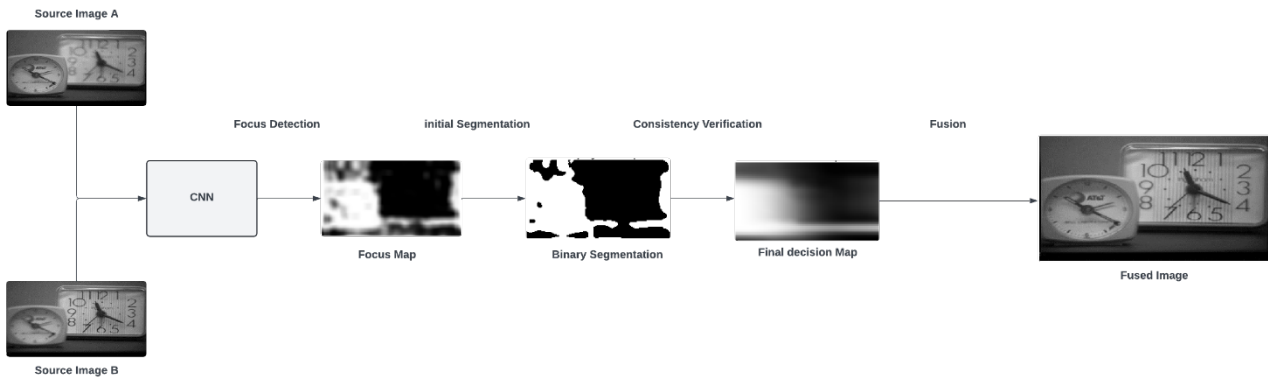 Source Image A
Focus Detection
initial Segmentation
Consistency Verification
Fusion
CNN
Focus Map
Binary Segmentation
Final decision Map
Fused Image
Source Image B